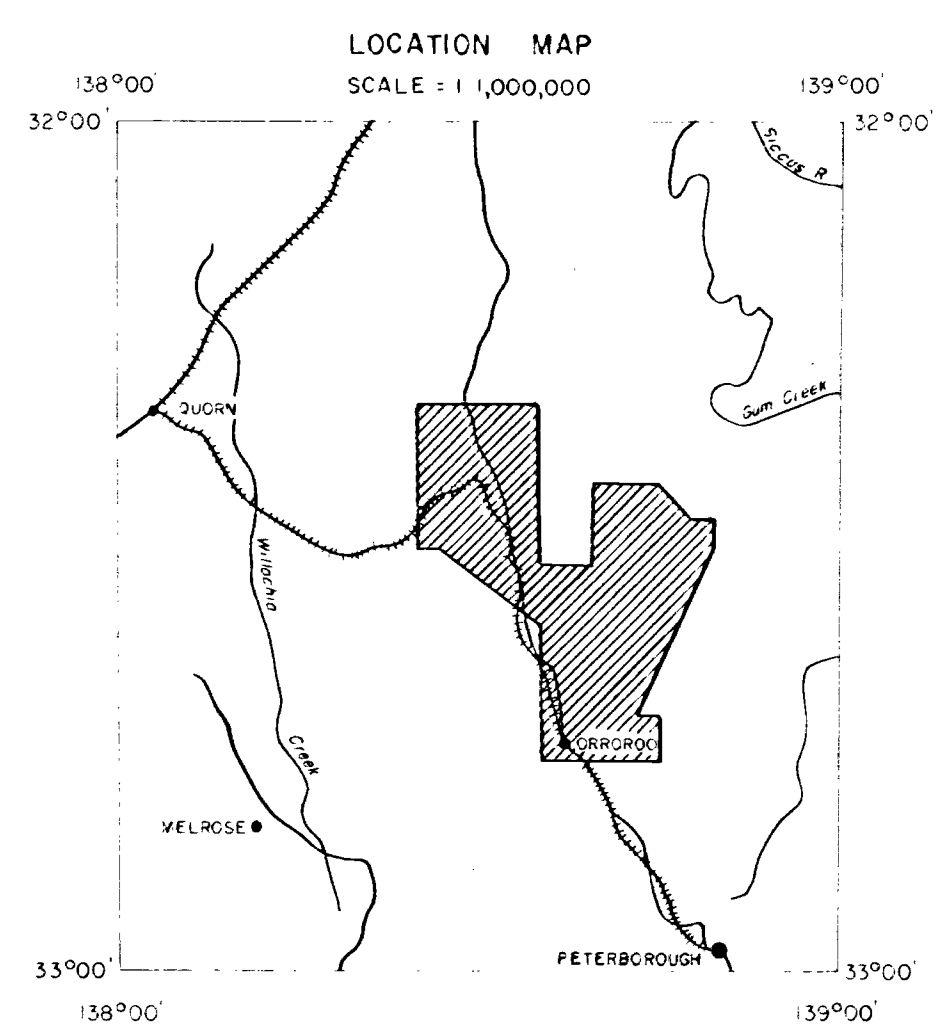 LOCATION MAP
138°00' 139°00'
SCALE = 1 1,000,000
32°00' 32°00'
SICCUS R
QUORN
Gum Creek
Willochia
Creek
ORROROO
MELROSE
PETERBOROUGH
33°00' 33°00'
138°00' 139°00'